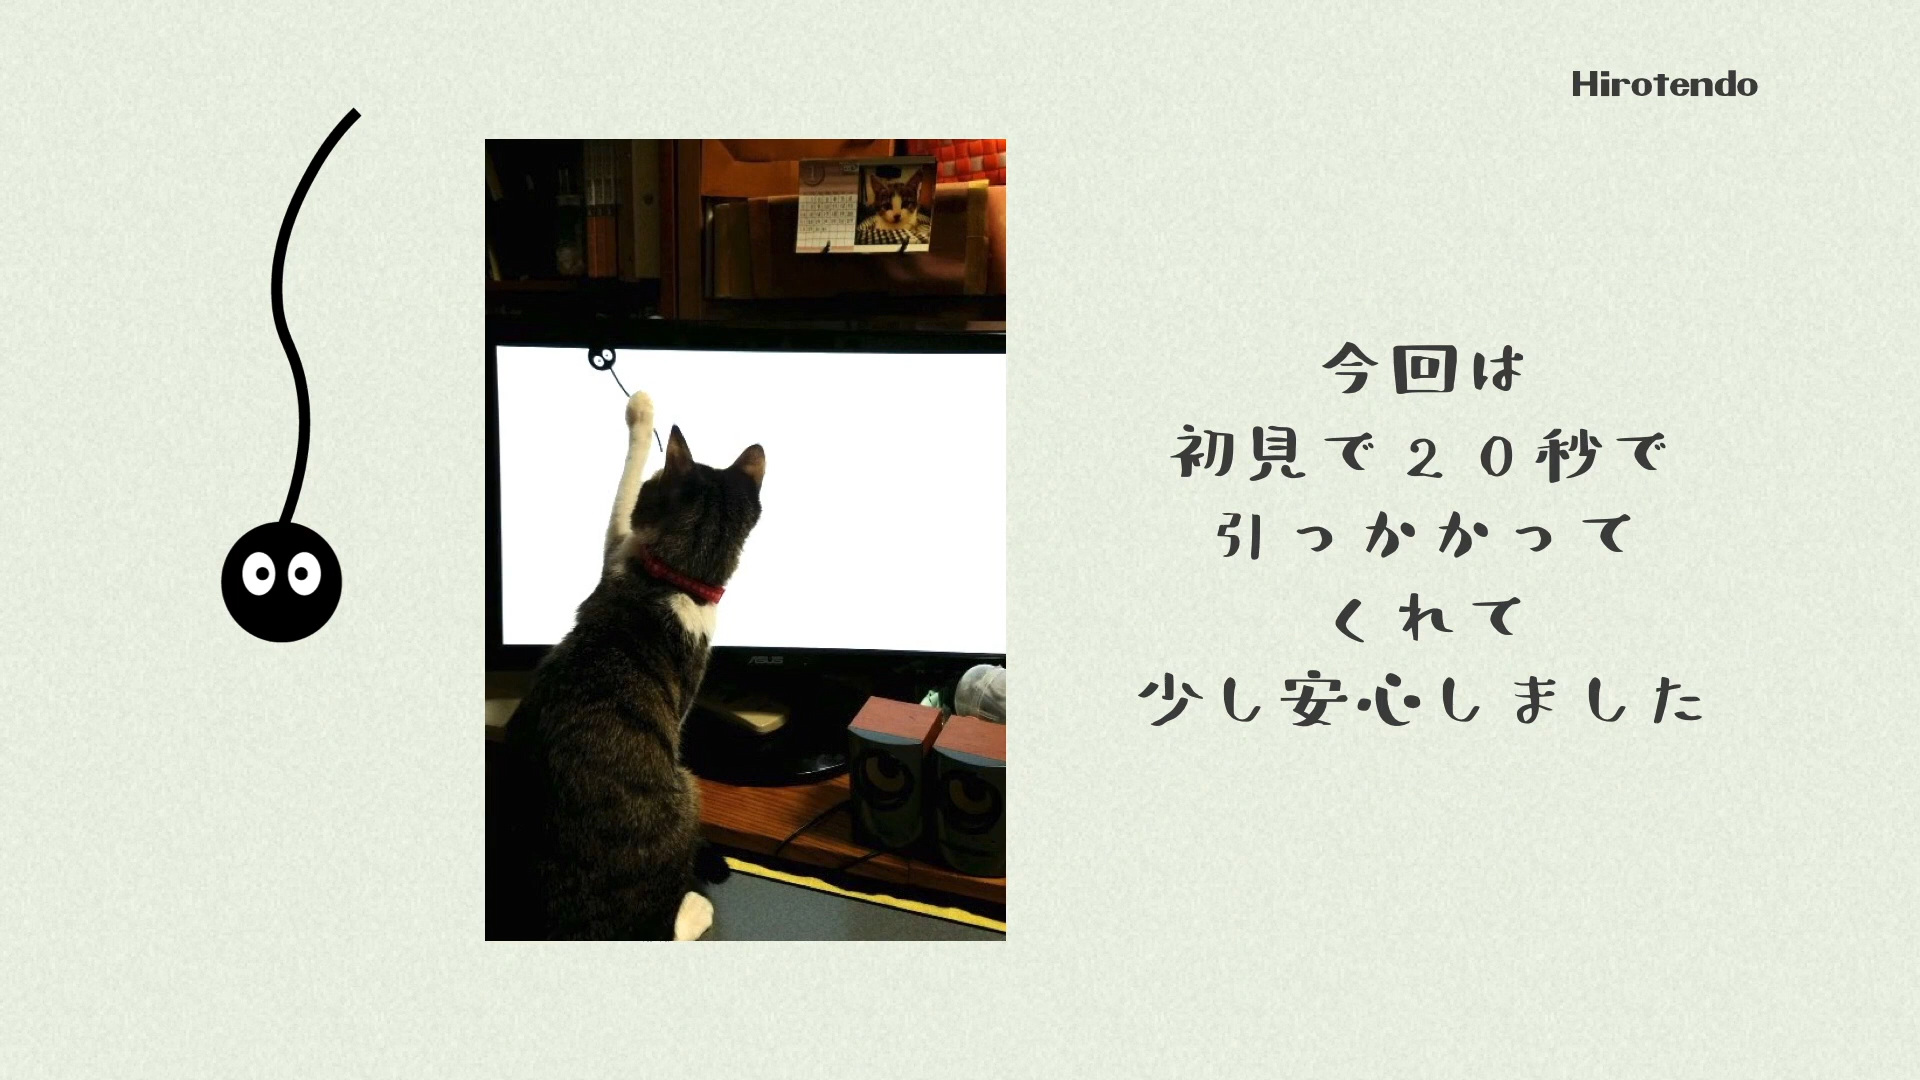 Hirotendo
今回は
初見で２０秒で
引っかかって
くれて
少し安心しました
ASUS